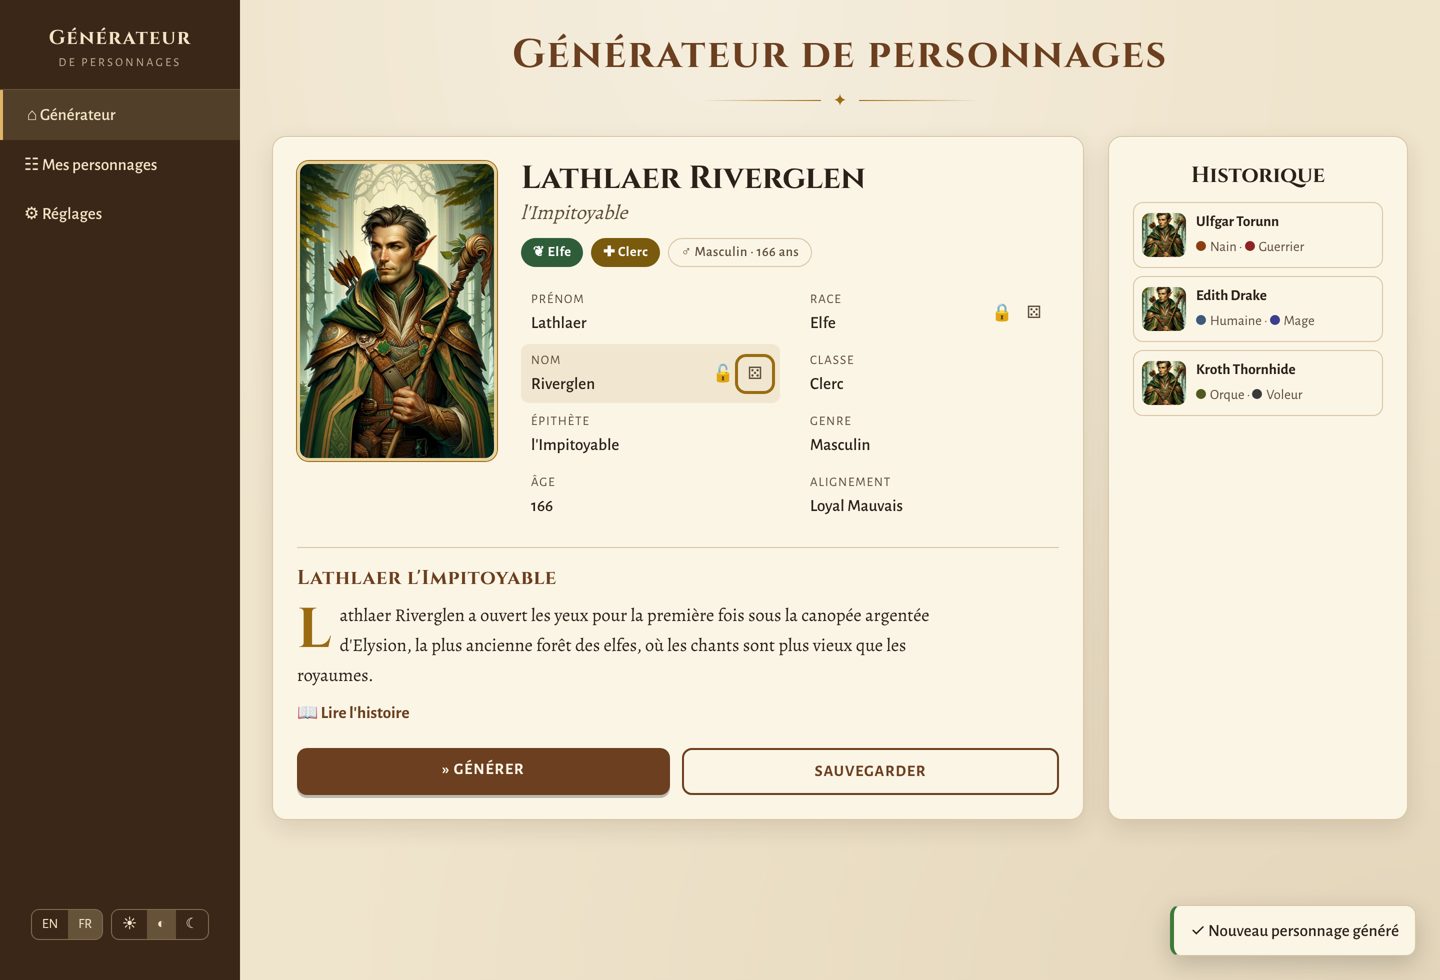 Générateur
DE PERSONNAGES
Générateur
Mes personnages
Réglages
EN FR
Générateur de personnages
Lathlaer Riverglen
l'Impitoyable
Elfe
Clerc
♂ Masculin · 166 ans
PRÉNOM
Lathlaer
RACE
Elfe
NOM
Riverglen
CLASSE
Clerc
ÉPITHÈTE
l'Impitoyable
GENRE
Masculin
ÂGE
166
ALIGNEMENT
Loyal Mauvais
Lathlaer l'Impitoyable
Lathlaer Riverglen a ouvert les yeux pour la première fois sous la canopée argentée
d'Elysion, la plus ancienne forêt des elfes, où les chants sont plus vieux que les
royaumes.
Lire l'histoire
» GÉNÉRER
SAUVEGARDER
Historique
Ulfgar Torunn
Nain · Guerrier
Edith Drake
Humaine · Mage
Kroth Thornhide
Orque · Voleur
✓ Nouveau personnage généré